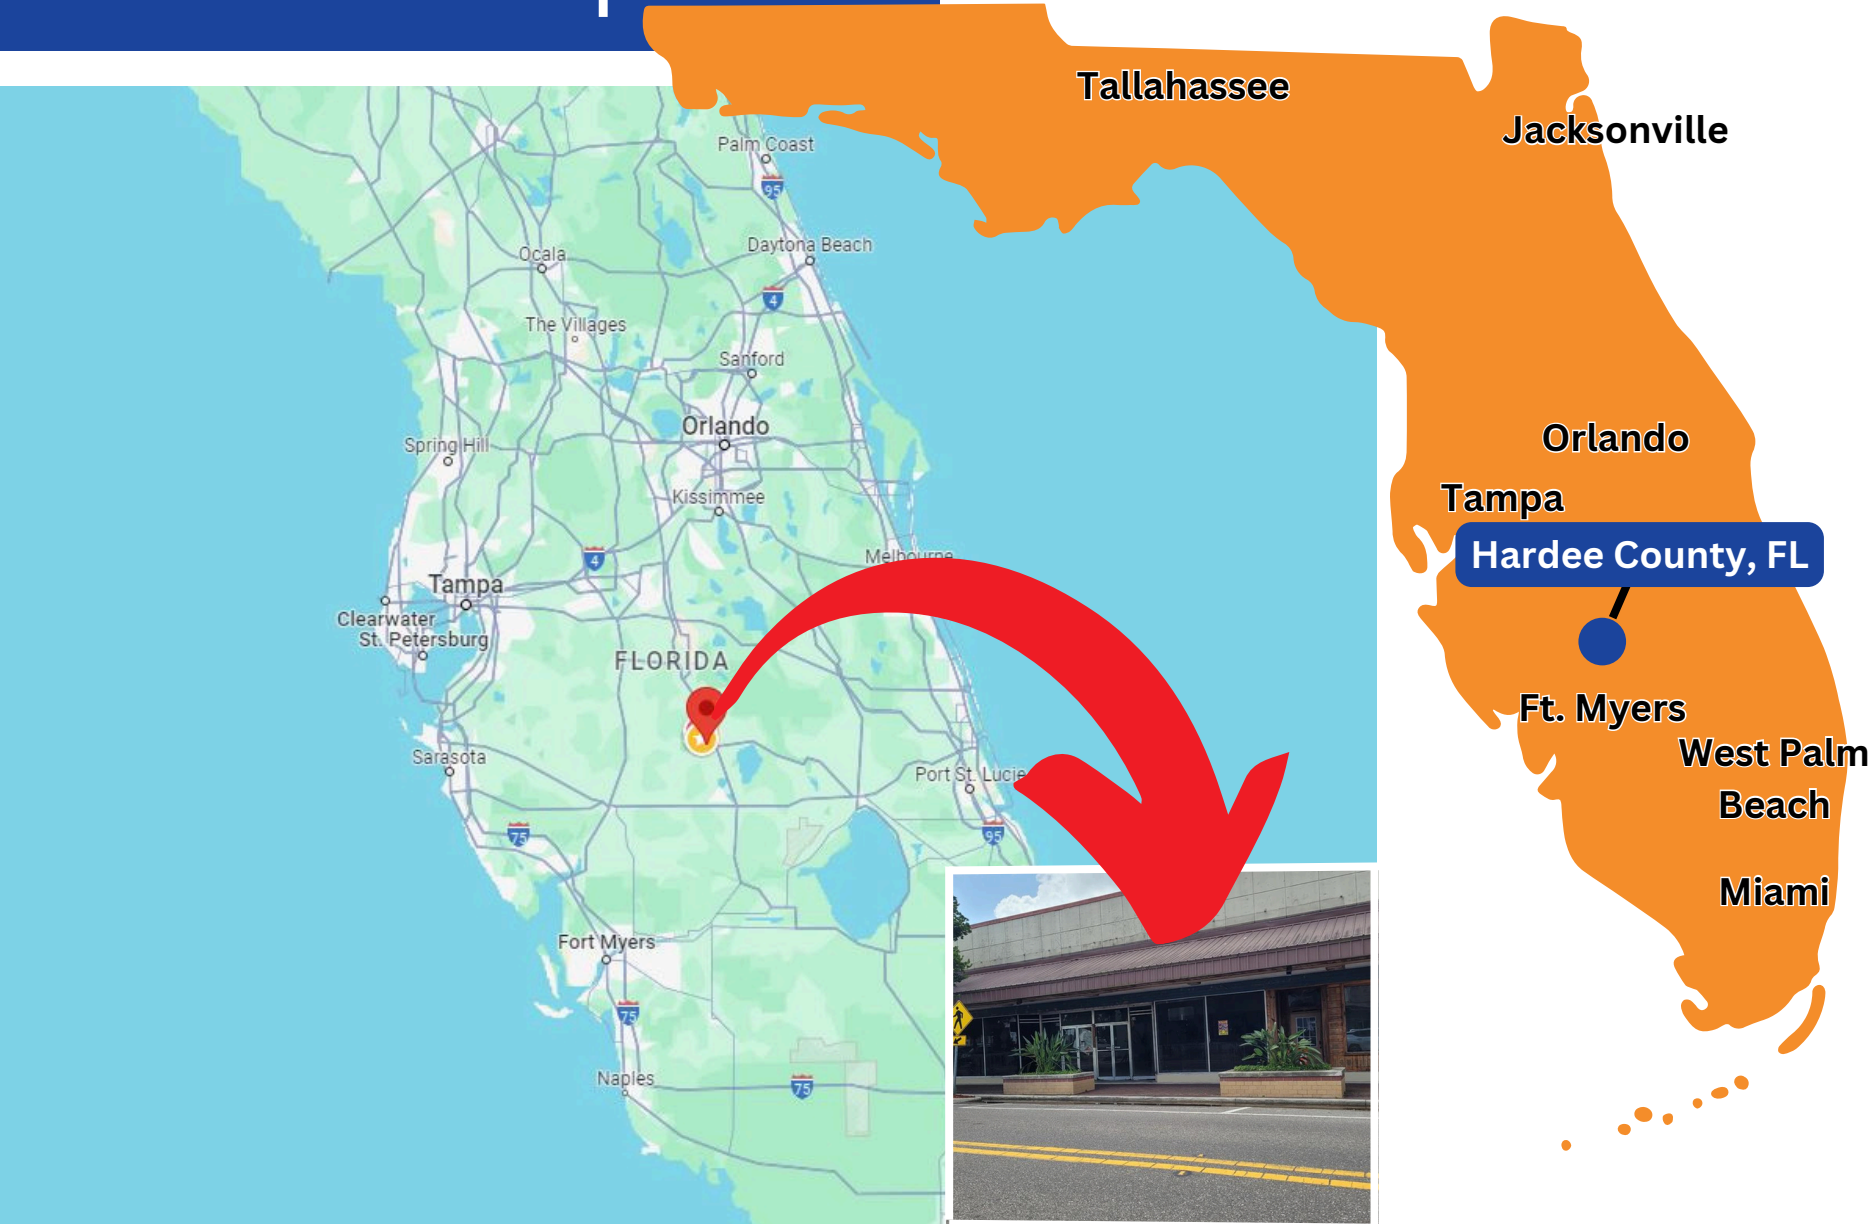 Tallahassee
Jacksonville
Palm Coast
95
Daytona Beach
Ocala
4
The Villages
Sanford
Orlando
Spring Hill
Kissimmee
Melbourne
4
Tampa
Clearwater
St. Petersburg
FLORIDA
Sarasota
Port St. Lucie
75
95
Fort Myers
75
Naples
75
Orlando
Tampa
Hardee County, FL
Ft. Myers
West Palm
Beach
Miami